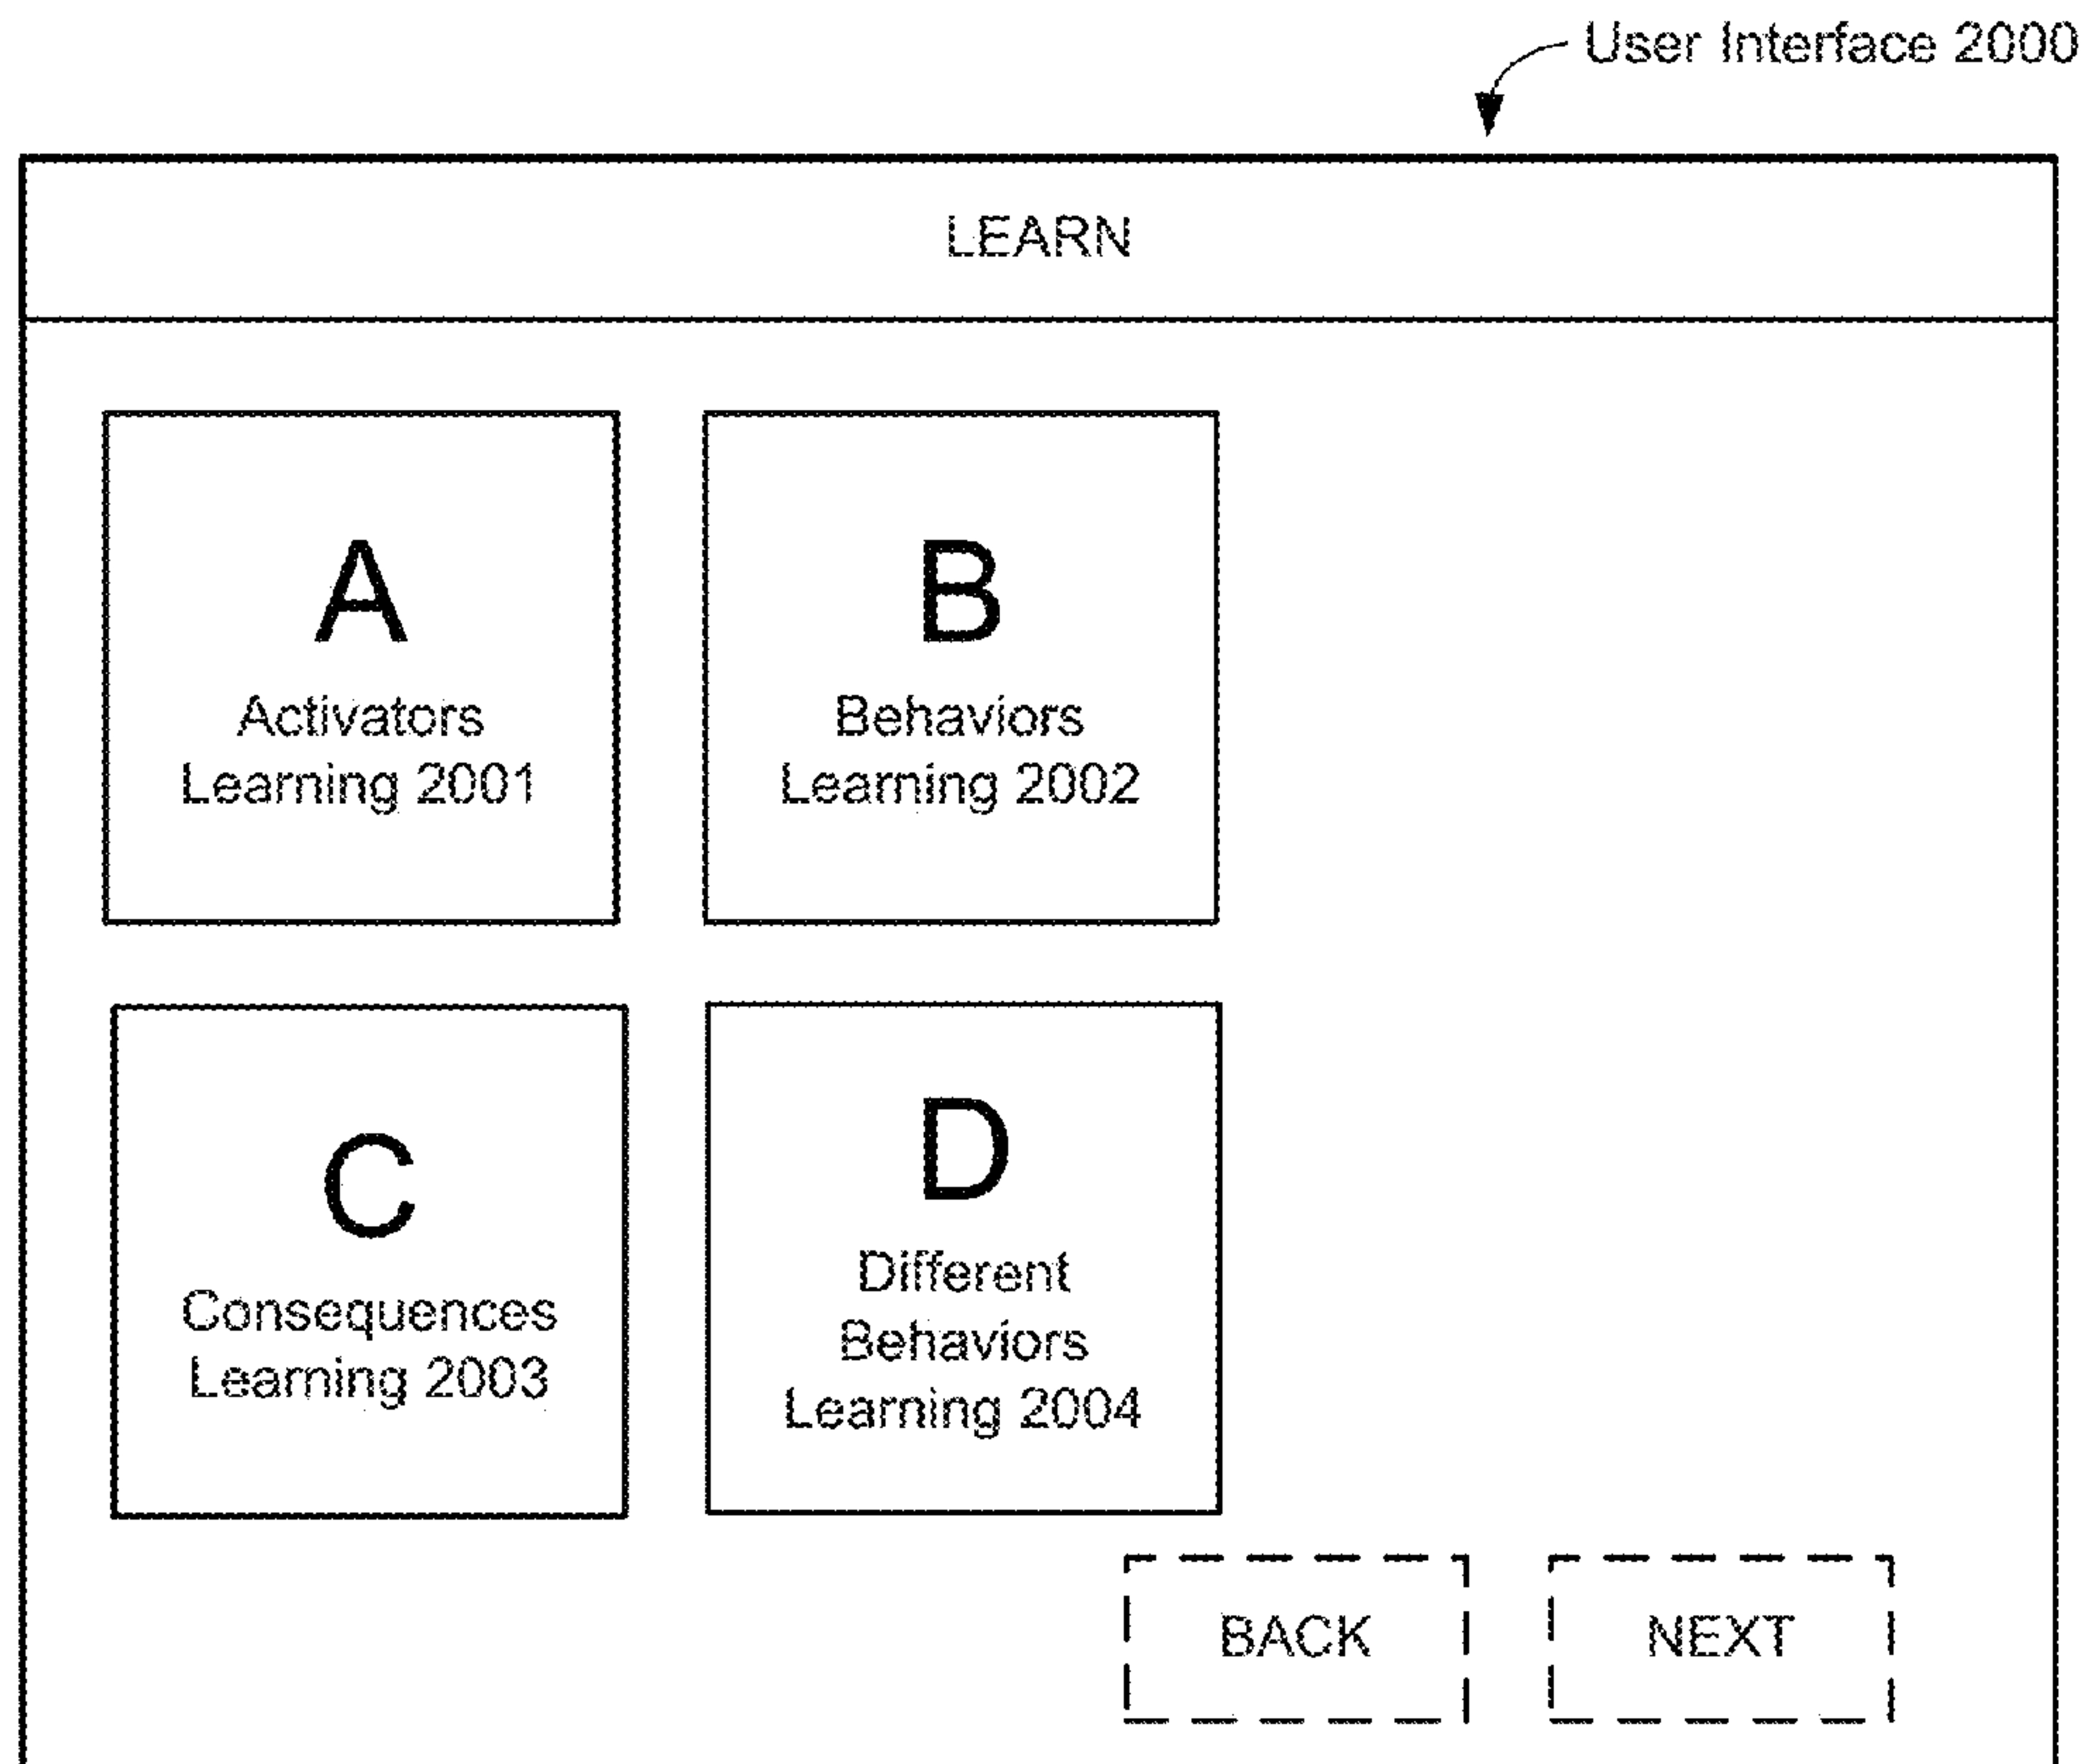 User Interface 2000
LEARN
A
Activators
Learning 2001
B
Behaviors
Learning 2002
C
Consequences
Learning 2003
D
Different
Behaviors
Learning 2004
BACK
NEXT